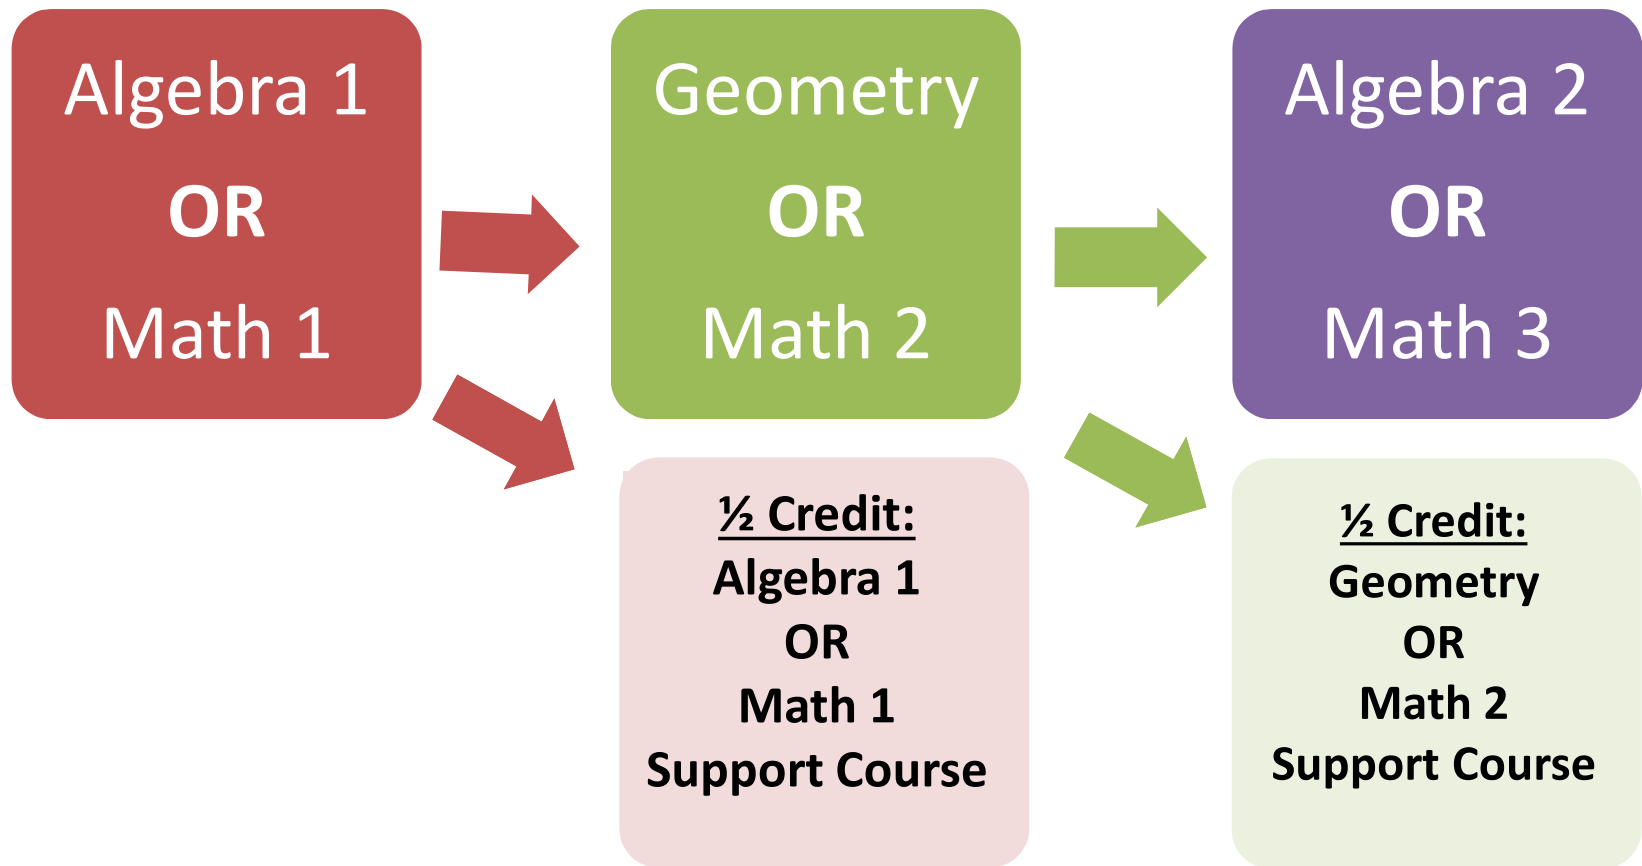 Algebra 1
OR
Math 1
Geometry
OR
Math 2
Algebra 2
OR
Math 3
½ Credit:
Algebra 1
OR
Math 1
Support Course
½ Credit:
Geometry
OR
Math 2
Support Course